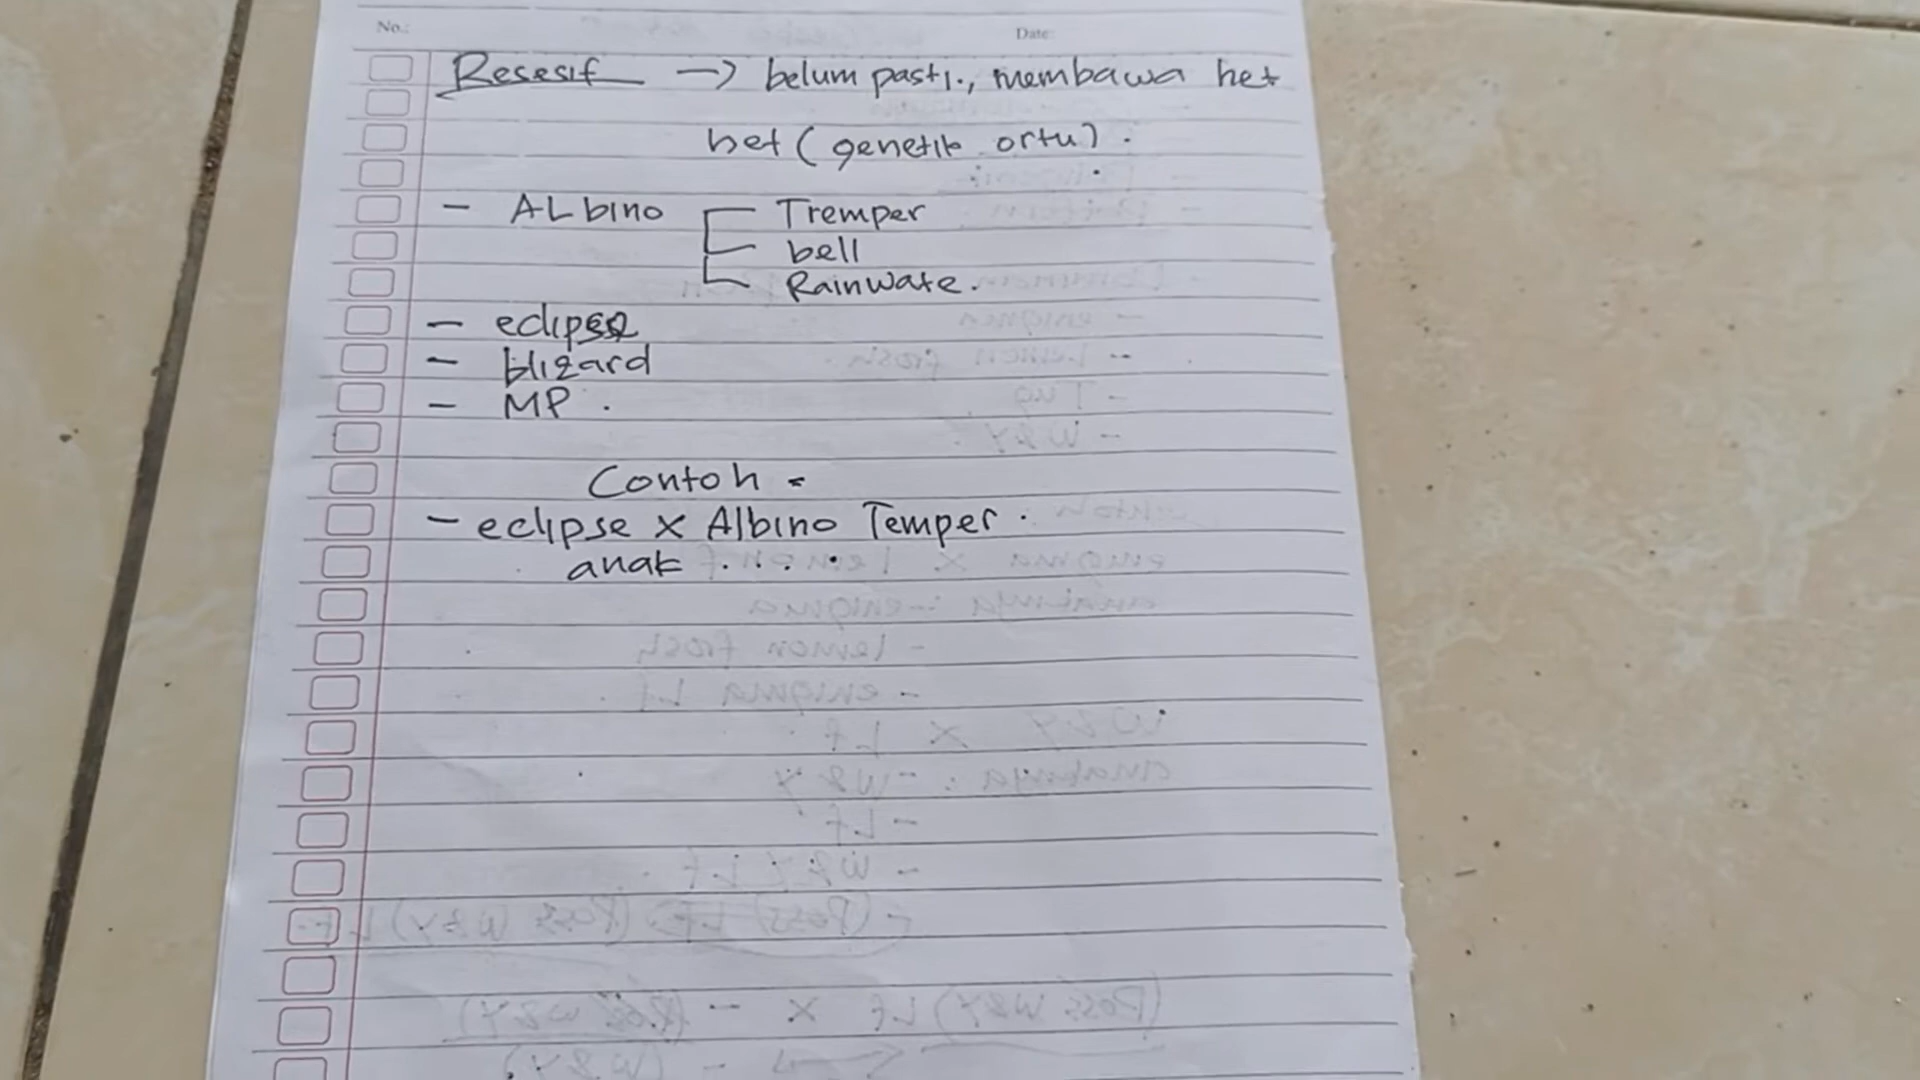 No.:
Date:
Resesif → belum pasti., membawa het
het (genetik ortu).
- ALbino Tremper
bell
Rainwate.
- eclipse
- blizard
- MP.
Contoh =
- eclipse x Albino Temper.
anak ....